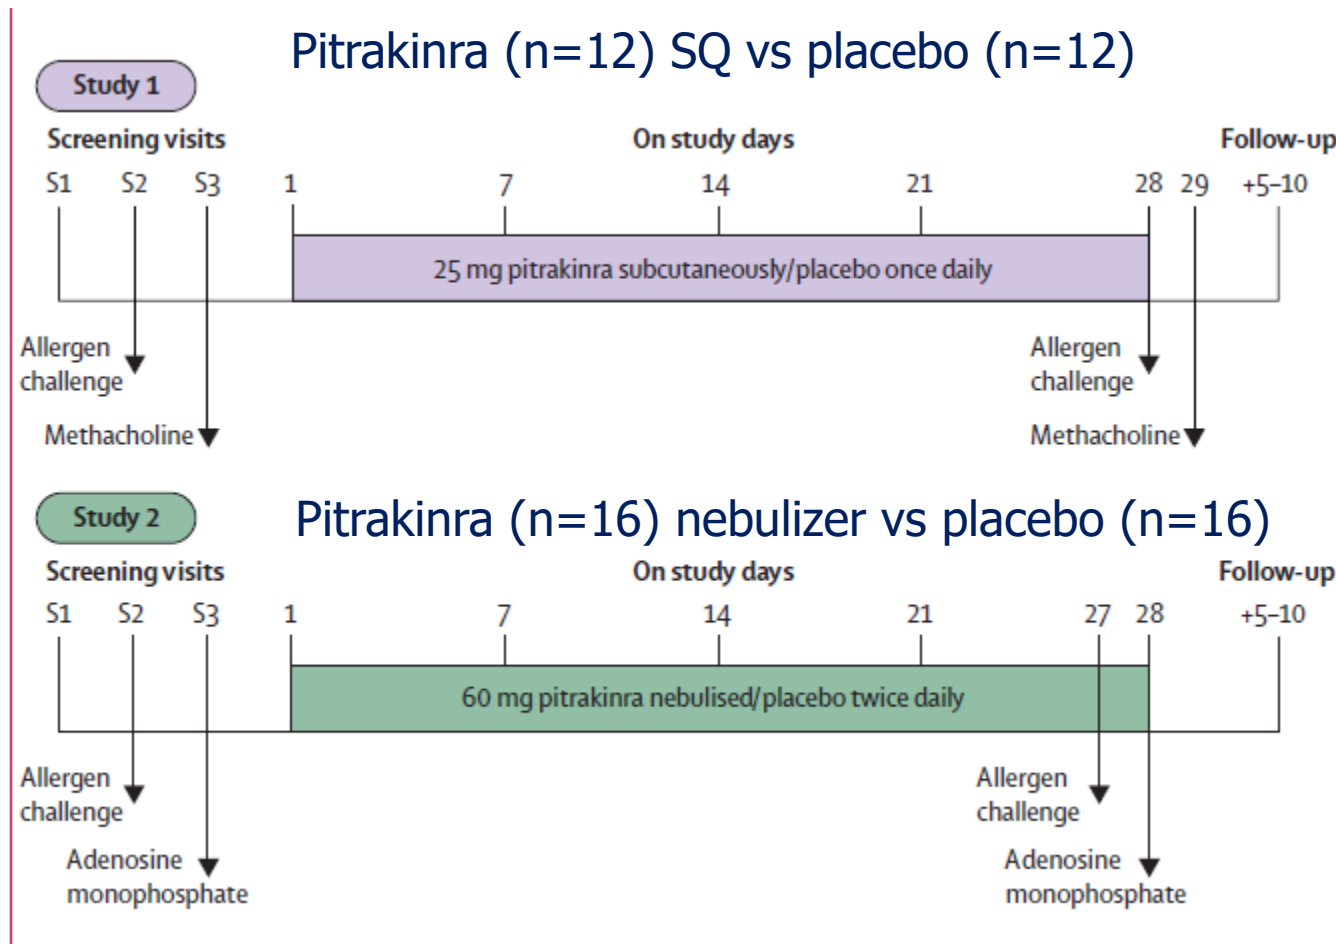 Pitrakinra (n=12) SQ vs placebo (n=12)
Study 1
Screening visits On study days Follow-up
S1 S2 S3 1 7 14 21 28 29 +5–10
25 mg pitrakinra subcutaneously/placebo once daily
Allergen
challenge
Allergen
challenge
Methacholine
Methacholine
Pitrakinra (n=16) nebulizer vs placebo (n=16)
Study 2
Screening visits On study days Follow-up
S1 S2 S3 1 7 14 21 27 28 +5–10
60 mg pitrakinra nebulised/placebo twice daily
Allergen
challenge
Allergen
challenge
Adenosine
monophosphate
Adenosine
monophosphate